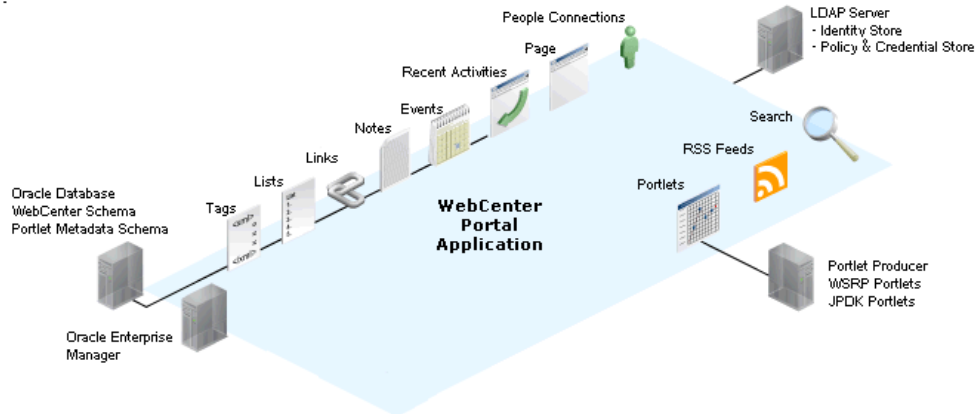 People Connections
LDAP Server
- Identity Store
- Policy & Credential Store
Page
Recent Activities
Events
Search
Notes
RSS Feeds
Links
Portlets
Lists
Oracle Database
WebCenter Schema
Portlet Metadata Schema
Tags
WebCenter
Portal
Application
Portlet Producer
WSRP Portlets
JPDK Portlets
Oracle Enterprise
Manager